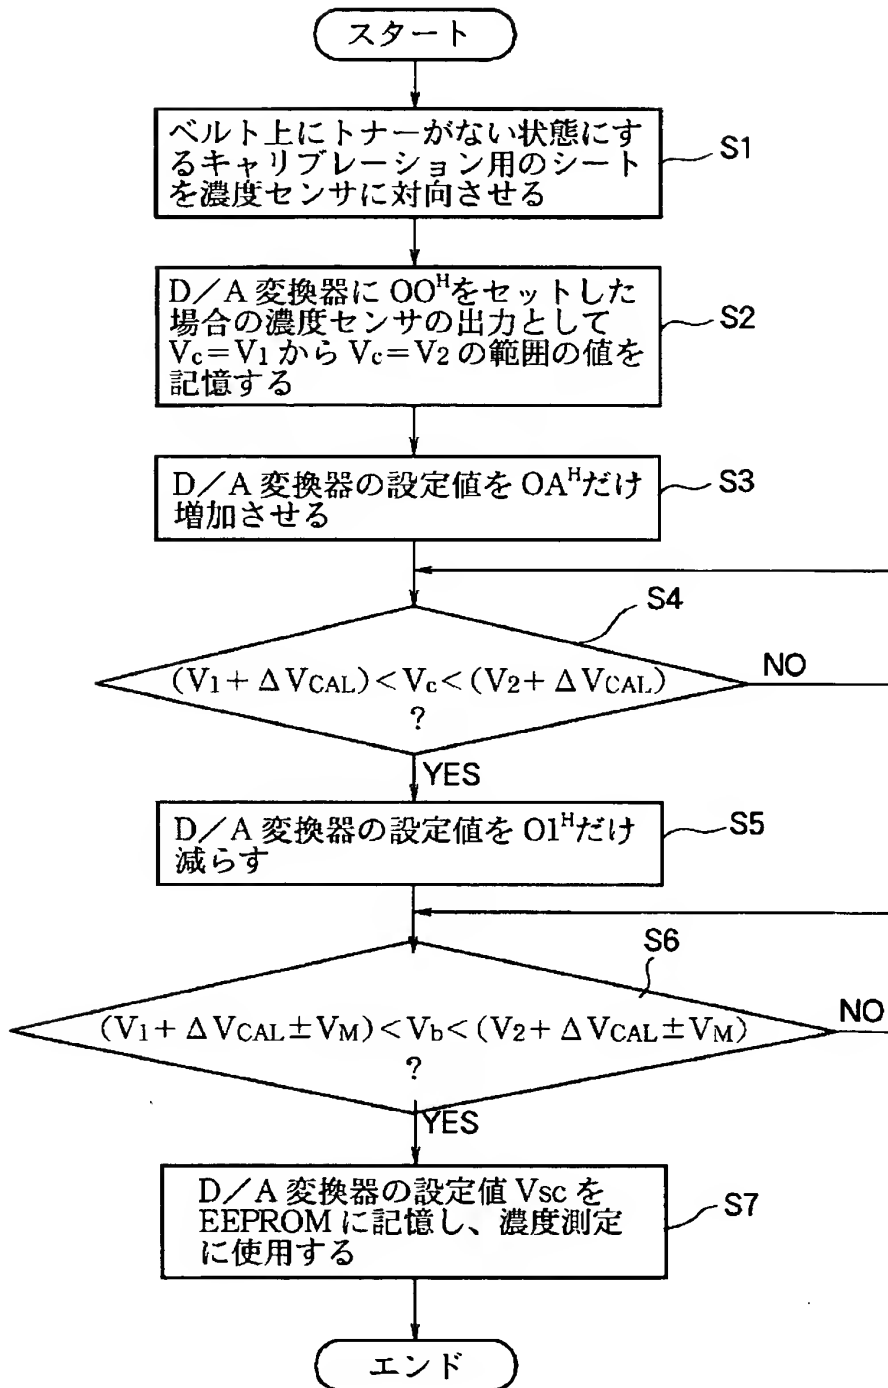 スタート
ベルト上にトナーがない状態にす
るキャリブレーション用のシート
を濃度センサに対向させる
S1
D／A 変換器に OO^Hをセットした
場合の濃度センサの出力として
Vc＝V1 から Vc＝V2 の範囲の値を
記憶する
S2
D／A 変換器の設定値を OA^Hだけ
増加させる
S3
S4
(V1＋ΔVCAL)＜Vc＜(V2＋ΔVCAL)
?
NO
YES
D／A 変換器の設定値を O1^Hだけ
減らす
S5
S6
(V1＋ΔVCAL±VM)＜Vb＜(V2＋ΔVCAL±VM)
?
NO
YES
D／A 変換器の設定値 Vsc を
EEPROM に記憶し、濃度測定
に使用する
S7
エンド